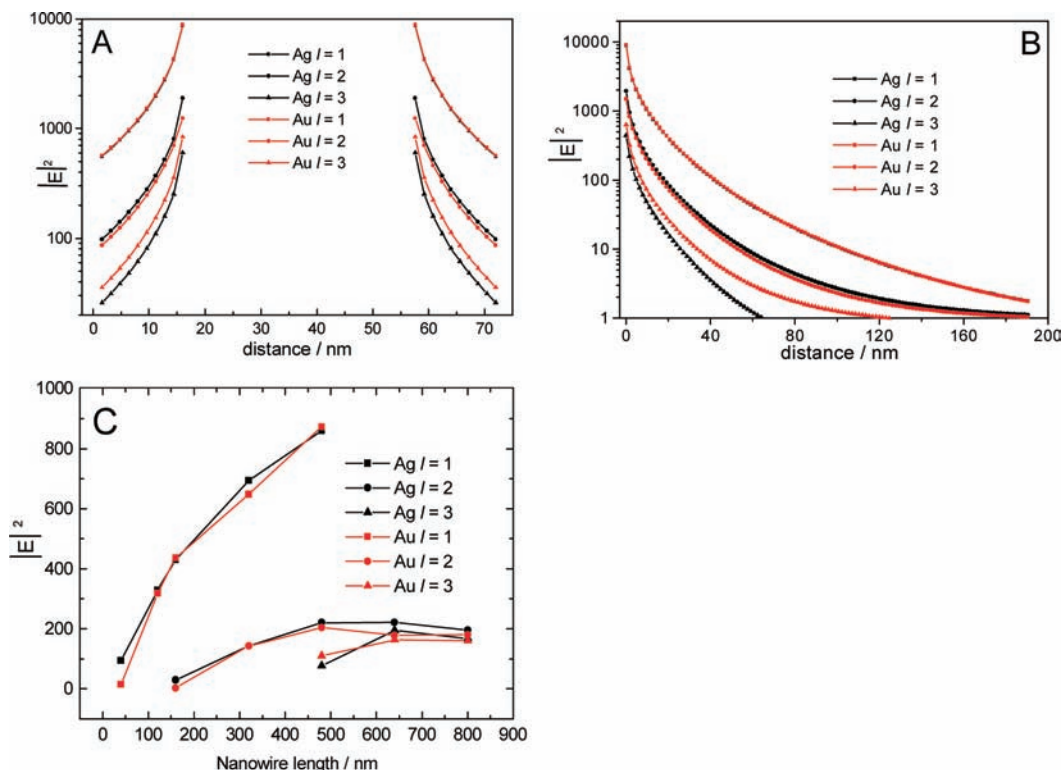 A
10000
1000
100
|E|²
Ag l = 1
Ag l = 2
Ag l = 3
Au l = 1
Au l = 2
Au l = 3
0 10 20 30 40 50 60 70
distance / nm
B
10000
1000
100
10
1
|E|²
Ag l = 1
Ag l = 2
Ag l = 3
Au l = 1
Au l = 2
Au l = 3
0 40 80 120 160 200
distance / nm
C
1000
800
600
400
200
0
|E|²
Ag l = 1
Ag l = 2
Ag l = 3
Au l = 1
Au l = 2
Au l = 3
0 100 200 300 400 500 600 700 800 900
Nanowire length / nm